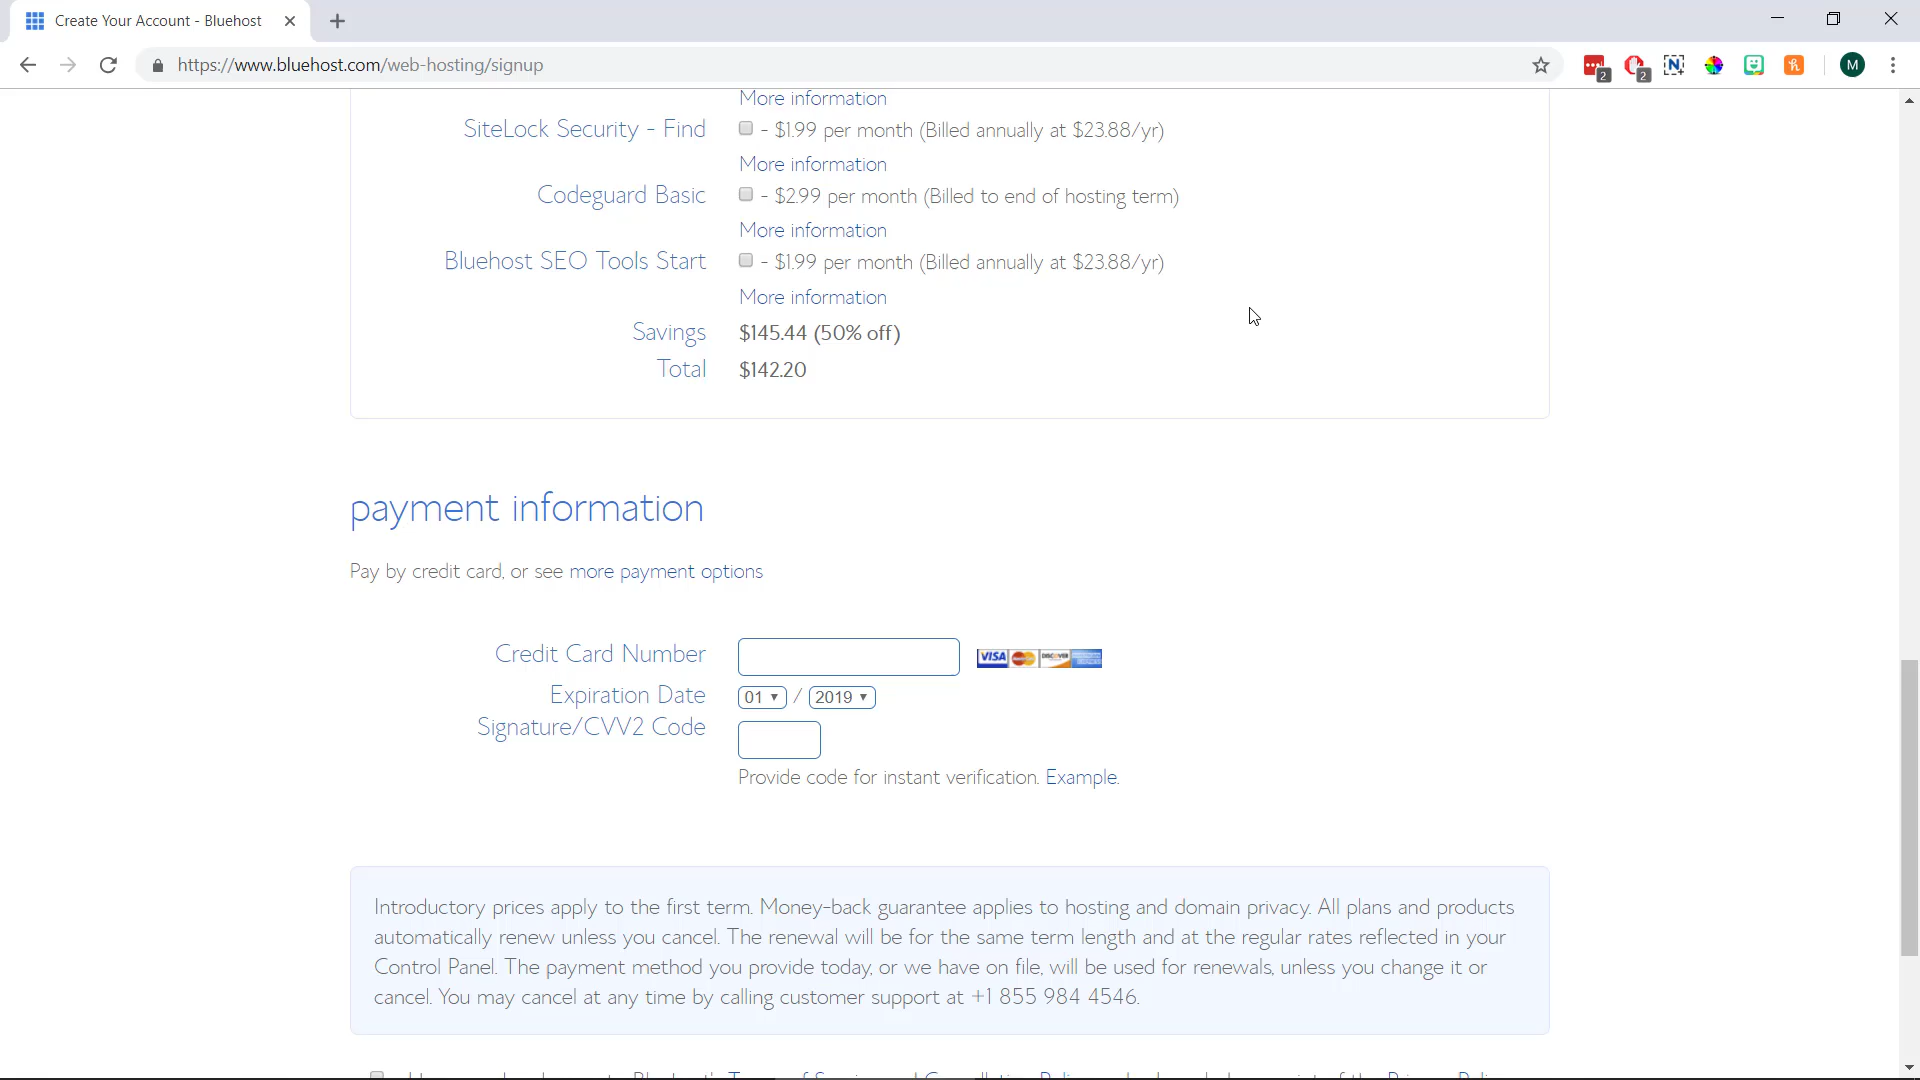 Create Your Account - Bluehost
https://www.bluehost.com/web-hosting/signup
2
2
N
M
More information
SiteLock Security - Find - $1.99 per month (Billed annually at $23.88/yr)
More information
Codeguard Basic - $2.99 per month (Billed to end of hosting term)
More information
Bluehost SEO Tools Start - $1.99 per month (Billed annually at $23.88/yr)
More information
Savings $145.44 (50% off)
Total $142.20
payment information
Pay by credit card, or see more payment options
Credit Card Number VISA MasterCard DISCOVER
Expiration Date 01 / 2019
Signature/CVV2 Code
Provide code for instant verification. Example.
Introductory prices apply to the first term. Money-back guarantee applies to hosting and domain privacy. All plans and products
automatically renew unless you cancel. The renewal will be for the same term length and at the regular rates reflected in your
Control Panel. The payment method you provide today, or we have on file, will be used for renewals, unless you change it or
cancel. You may cancel at any time by calling customer support at +1 855 984 4546.